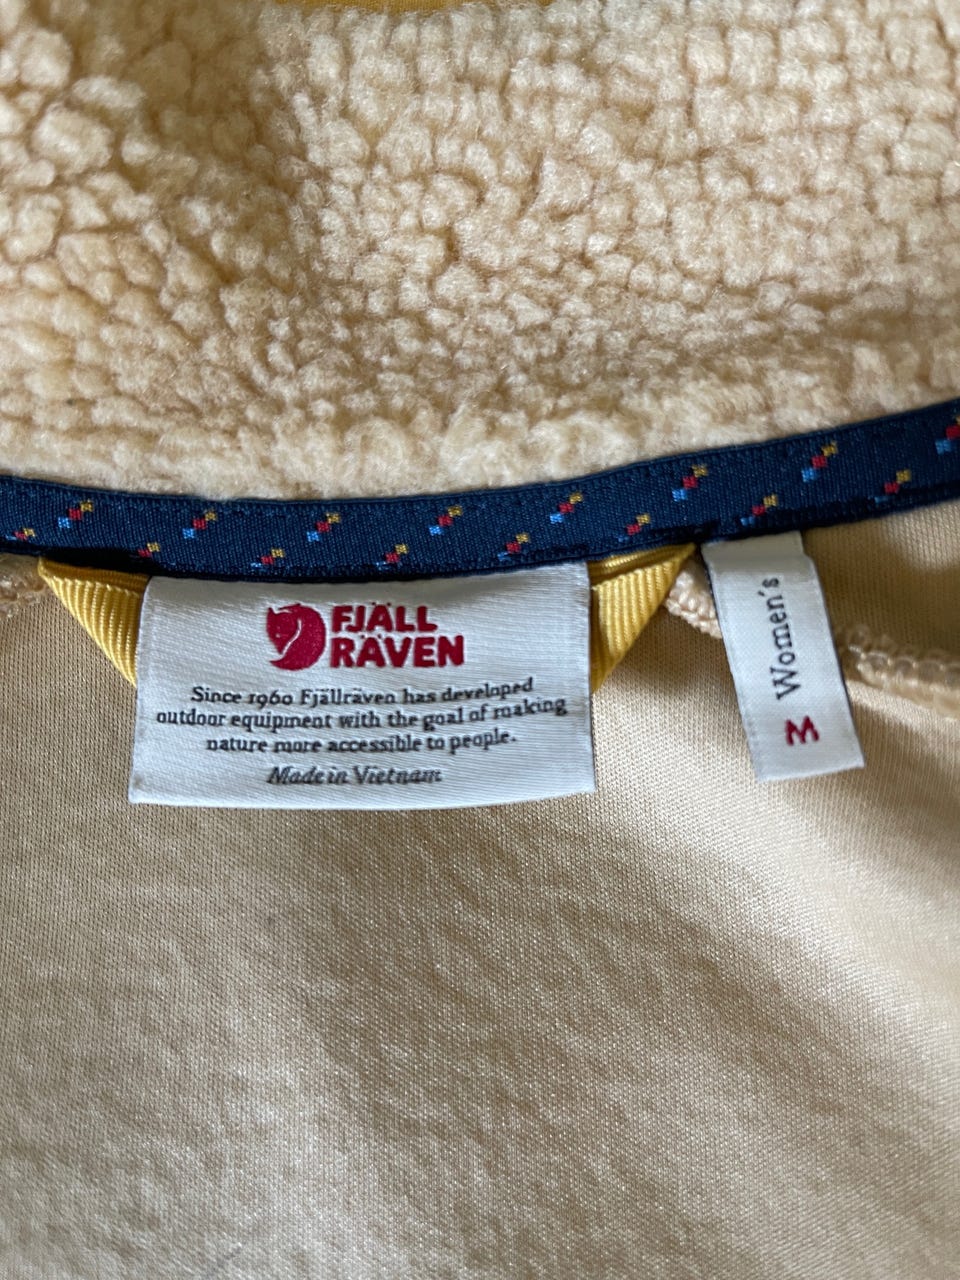 FJÄLL
RÄVEN
Since 1960 Fjällräven has developed
outdoor equipment with the goal of making
nature more accessible to people.
Made in Vietnam
Women's
M